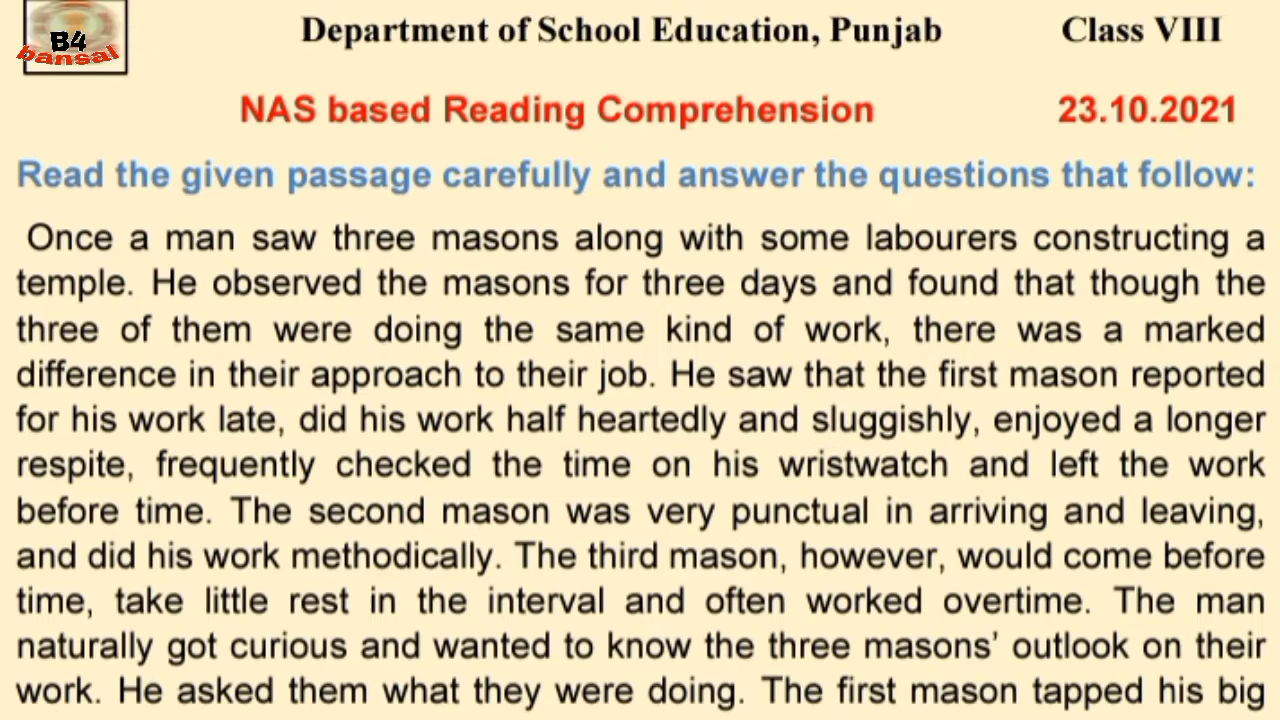 B4
bansal
Department of School Education, Punjab Class VIII
NAS based Reading Comprehension 23.10.2021
Read the given passage carefully and answer the questions that follow:
Once a man saw three masons along with some labourers constructing a
temple. He observed the masons for three days and found that though the
three of them were doing the same kind of work, there was a marked
difference in their approach to their job. He saw that the first mason reported
for his work late, did his work half heartedly and sluggishly, enjoyed a longer
respite, frequently checked the time on his wristwatch and left the work
before time. The second mason was very punctual in arriving and leaving,
and did his work methodically. The third mason, however, would come before
time, take little rest in the interval and often worked overtime. The man
naturally got curious and wanted to know the three masons' outlook on their
work. He asked them what they were doing. The first mason tapped his big